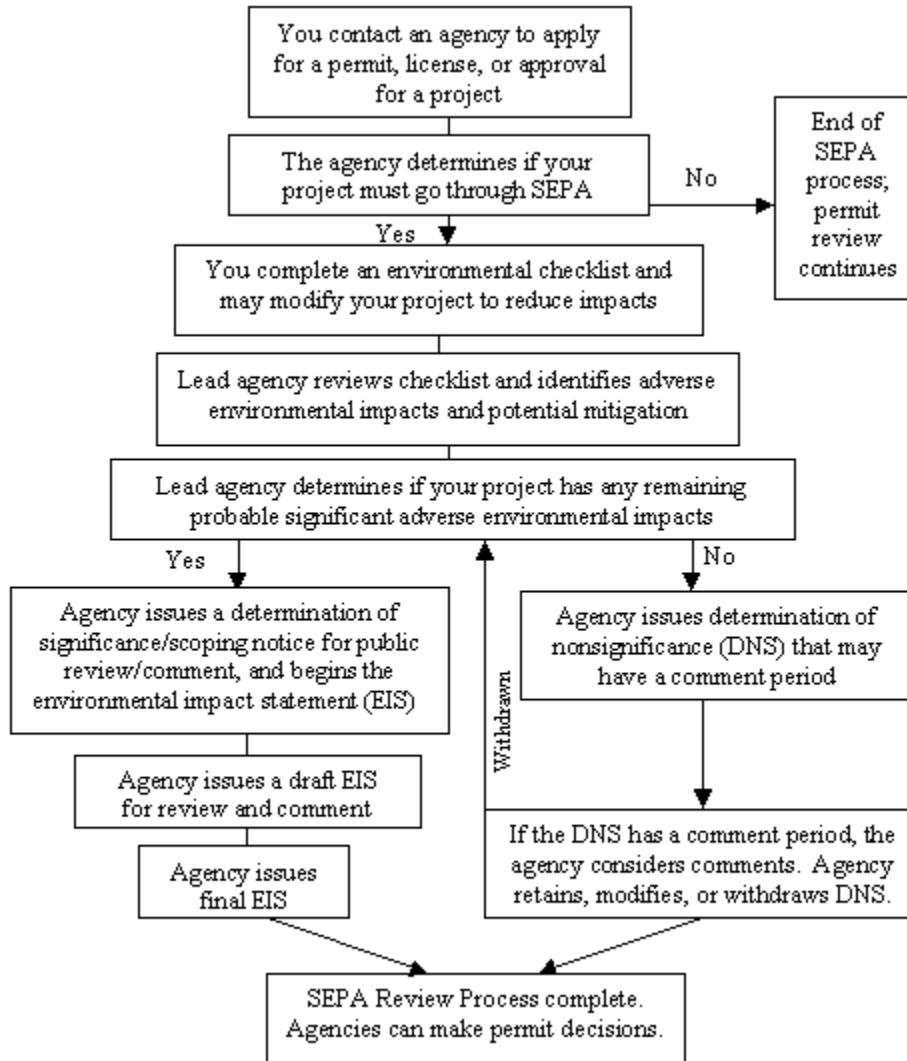 You contact an agency to apply
for a permit, license, or approval
for a project
The agency determines if your
project must go through SEPA
No
End of
SEPA
process;
permit
review
continues
Yes
You complete an environmental checklist and
may modify your project to reduce impacts
Lead agency reviews checklist and identifies adverse
environmental impacts and potential mitigation
Lead agency determines if your project has any remaining
probable significant adverse environmental impacts
Yes
No
Agency issues a determination of
significance/scoping notice for public
review/comment, and begins the
environmental impact statement (EIS)
Agency issues determination of
nonsignificance (DNS) that may
have a comment period
Withdrawn
Agency issues a draft EIS
for review and comment
If the DNS has a comment period, the
agency considers comments. Agency
retains, modifies, or withdraws DNS.
Agency issues
final EIS
SEPA Review Process complete.
Agencies can make permit decisions.